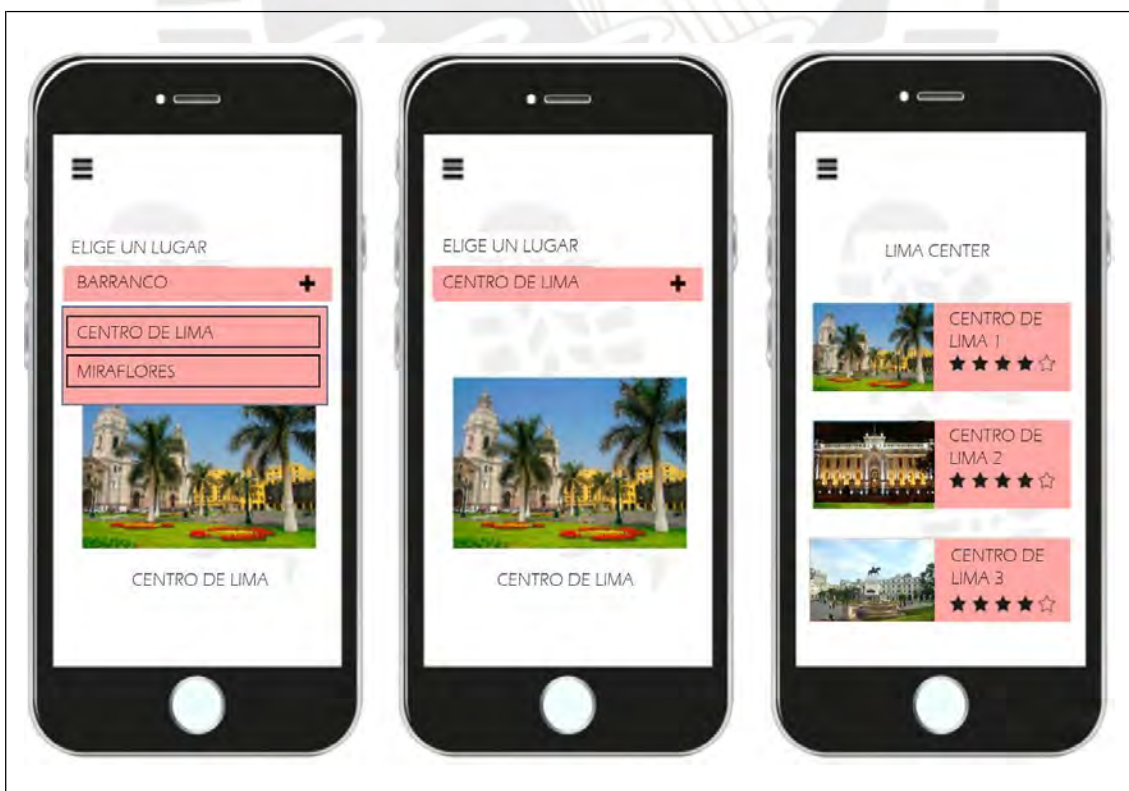 ELIGE UN LUGAR
BARRANCO
CENTRO DE LIMA
MIRAFLORES
CENTRO DE LIMA
ELIGE UN LUGAR
CENTRO DE LIMA
CENTRO DE LIMA
LIMA CENTER
CENTRO DE
LIMA 1
CENTRO DE
LIMA 2
CENTRO DE
LIMA 3